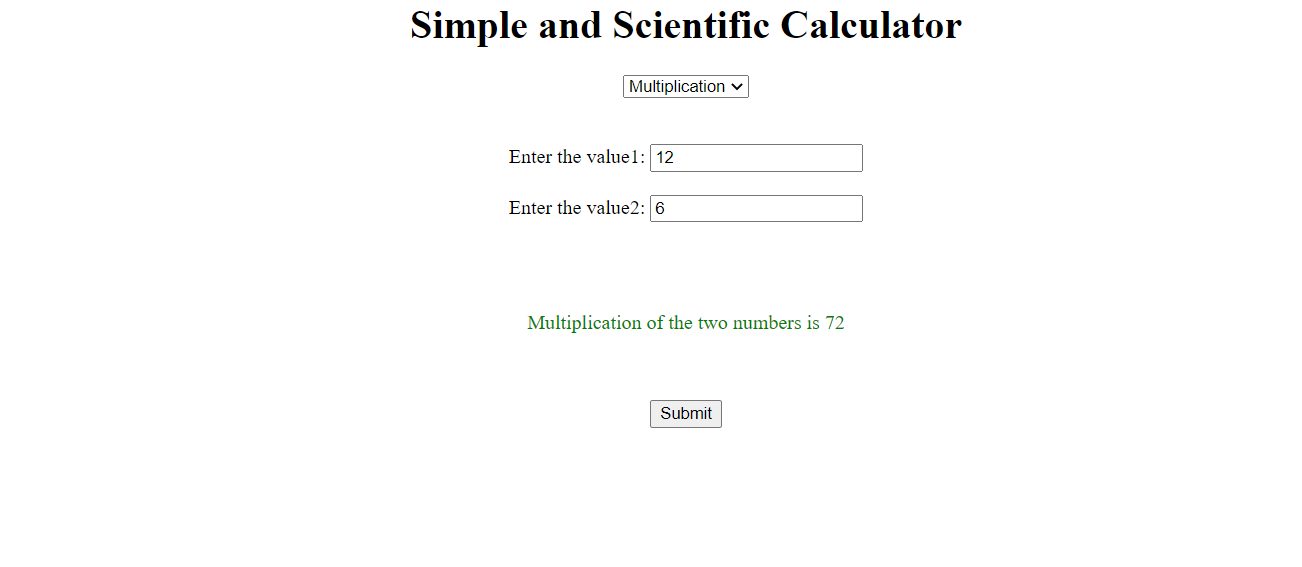 Simple and Scientific Calculator
Multiplication
Enter the value1: 12
Enter the value2: 6
Multiplication of the two numbers is 72
Submit